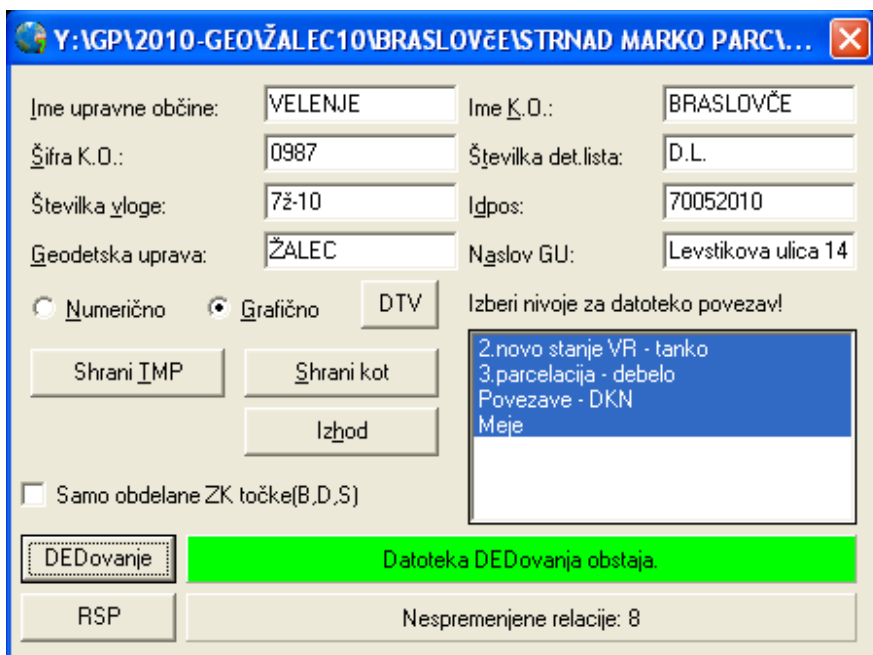 Y:\GP\2010-GEO\ŽALEC10\BRASLOVčE\STRNAD MARKO PARC\...
Ime upravne občine: VELENJE Ime K.O.: BRASLOVČE
Šifra K.O.: 0987 Številka det.lista: D.L.
Številka vloge: 7ž-10 Idpos: 70052010
Geodetska uprava: ŽALEC Naslov GU: Levstikova ulica 14
Numerično Grafično DTV Izberi nivoje za datoteko povezav!
2.novo stanje VR - tanko
3.parcelacija - debelo
Povezave - DKN
Meje
Shrani TMP Shrani kot
Izhod
Samo obdelane ZK točke(B,D,S)
DEDovanje Datoteka DEDovanja obstaja.
RSP Nespremenjene relacije: 8